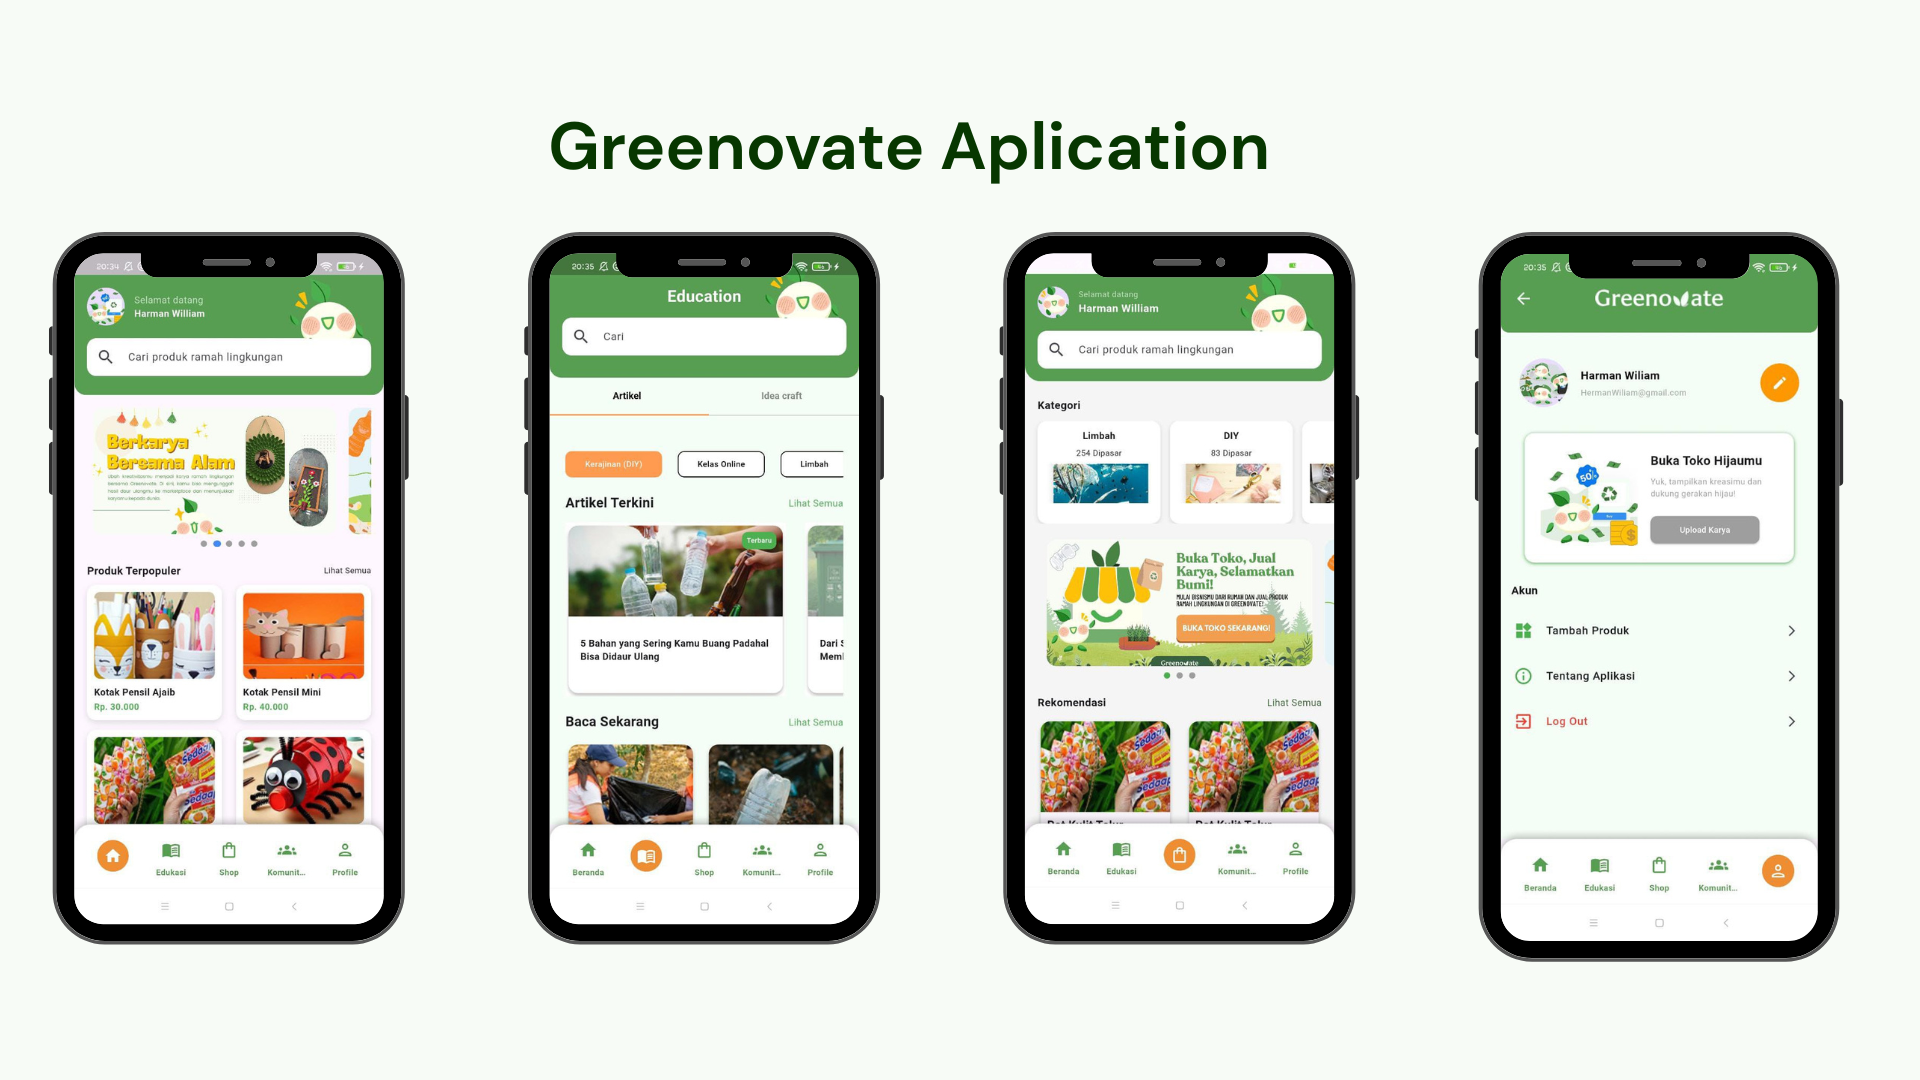 Greenovate Aplication
20:34
Selamat datang
Harman William
Cari produk ramah lingkungan
Berkarya
Bersama Alam
Produk Terpopuler
Lihat Semua
Kotak Pensil Ajaib
Rp. 30.000
Kotak Pensil Mini
Rp. 40.000
Edukasi
Shop
Komunit...
Profile
20:35
Education
Cari
Artikel
Idea craft
Kerajinan (DIY)
Kelas Online
Limbah
Artikel Terkini
Lihat Semua
Terbaru
5 Bahan yang Sering Kamu Buang Padahal
Bisa Didaur Ulang
Dari
Baca Sekarang
Lihat Semua
Beranda
Shop
Komunit...
Profile
Selamat datang
Harman William
Cari produk ramah lingkungan
Kategori
Limbah
254 Dipasar
DIY
83 Dipasar
Buka Toko, Jual
Karya, Selamatkan
Bumi!
MULAI BISNISMU DARI RUMAH DAN JUAL PRODUK
RAMAH LINGKUNGAN DI GREENOVATE!
BUKA TOKO SEKARANG!
Greenovate
Rekomendasi
Lihat Semua
Sedaap
Beranda
Edukasi
Komunit...
Profile
20:35
Greenovate
Harman Wiliam
HermanWiliam@gmail.com
50%
Buka Toko Hijaumu
Yuk, tampilkan kreasimu dan
dukung gerakan hijau!
Upload Karya
Akun
Tambah Produk
Tentang Aplikasi
Log Out
Beranda
Edukasi
Shop
Komunit...